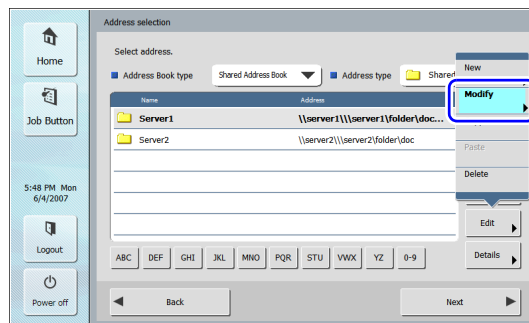 Address selection
Home
Job Button
5:48 PM Mon
6/4/2007
Logout
Power off
Select address.
Address Book type
Shared Address Book
Address type
Shared
Name
Address
Server1
\\server1\\\server1\folder\doc...
Server2
\\server2\\\server2\folder\doc
New
Modify
Paste
Delete
Edit
Details
ABC
DEF
GHI
JKL
MNO
PQR
STU
VWX
YZ
0-9
Back
Next